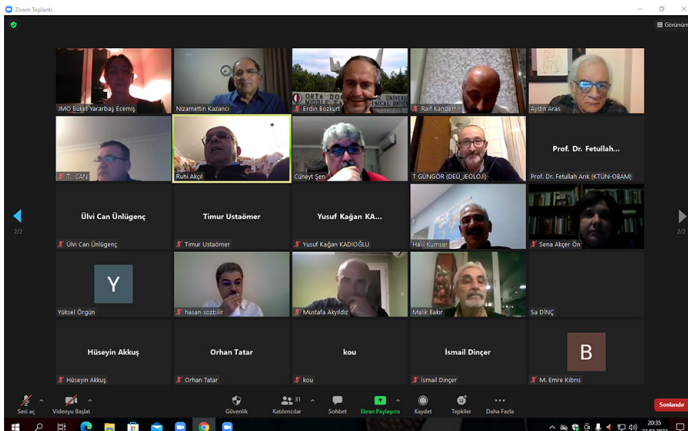 Zoom Toplantı
Görünüm
JMO Buket Yararbaş Ecemiş
Nizamettin Kazancı
Erdin Bozkurt
Raif Kandemir
Aydın Aras
T. CAN
Ruhi Akçıl
Cüneyt Şen
T GÜNGÖR (DEÜ_JEOLOJİ)
Prof. Dr. Fetullah...
Prof. Dr. Fetullah Arık (KTÜN-OBAM)
2/2
2/2
Ülvi Can Ünlügenç
Timur Ustaömer
Yusuf Kağan KA...
Ülvi Can Ünlügenç
Timur Ustaömer
Yusuf Kağan KADIOĞLU
Halil Kumsar
Sena Akçer Ön
Y
Yüksel Örgün
hasan sozbilir
Mustafa Akyıldız
Malik Bakır
Sa DİNÇ
Hüseyin Akkuş
Orhan Tatar
kou
İsmail Dinçer
B
Hüseyin Akkuş
Orhan Tatar
kou
İsmail Dinçer
M. Emre Kıbrıs
Sesi aç
Videoyu Başlat
Güvenlik
31
Katılımcılar
Sohbet
Ekran Paylaşımı
Kaydet
Tepkiler
Daha Fazla
Sonlandır
20:35